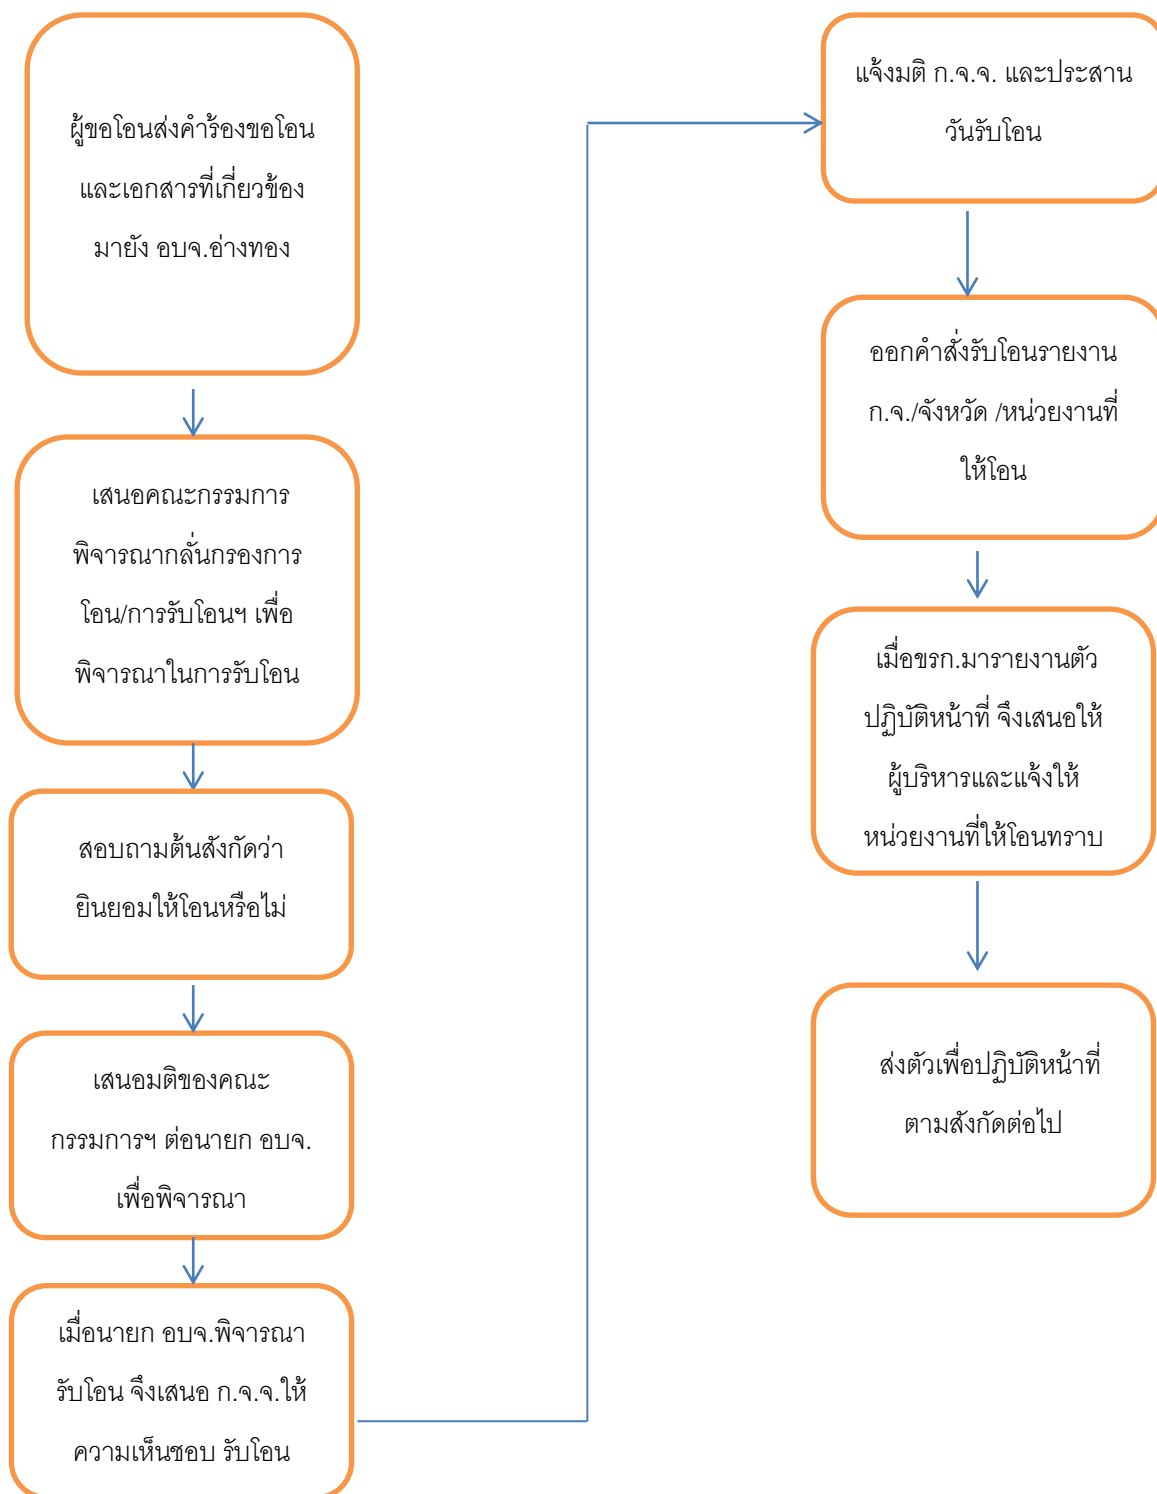 ผู้ขอโอนส่งคำร้องขอโอน
และเอกสารที่เกี่ยวข้อง
มายัง อบจ.อ่างทอง
เสนอคณะกรรมการ
พิจารณากลั่นกรองการ
โอน/การรับโอนฯ เพื่อ
พิจารณาในการรับโอน
สอบถามต้นสังกัดว่า
ยินยอมให้โอนหรือไม่
เสนอมติของคณะ
กรรมการฯ ต่อนายก อบจ.
เพื่อพิจารณา
เมื่อนายก อบจ.พิจารณา
รับโอน จึงเสนอ ก.จ.จ.ให้
ความเห็นชอบ รับโอน
แจ้งมติ ก.จ.จ. และประสาน
วันรับโอน
ออกคำสั่งรับโอนรายงาน
ก.จ./จังหวัด /หน่วยงานที่
ให้โอน
เมื่อขรก.มารายงานตัว
ปฏิบัติหน้าที่ จึงเสนอให้
ผู้บริหารและแจ้งให้
หน่วยงานที่ให้โอนทราบ
ส่งตัวเพื่อปฏิบัติหน้าที่
ตามสังกัดต่อไป